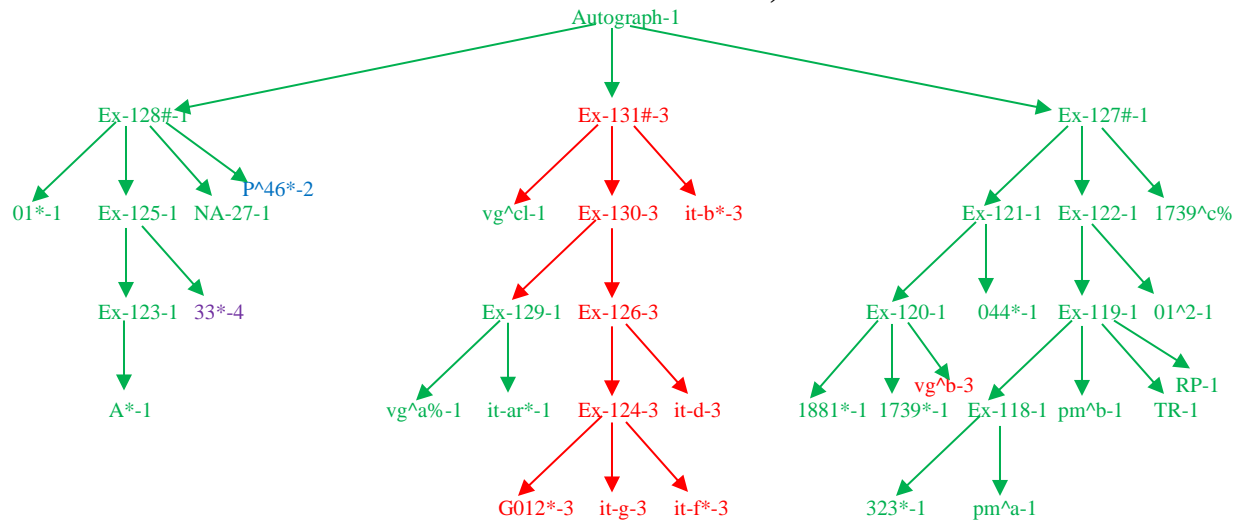 Autograph-1
Ex-128#-1 Ex-131#-3 Ex-127#-1
P^46*-2
01*-1 Ex-125-1 NA-27-1 vg^cl-1 Ex-130-3 it-b*-3 Ex-121-1 Ex-122-1 1739^c%
Ex-123-1 33*-4 Ex-129-1 Ex-126-3 Ex-120-1 044*-1 Ex-119-1 01^2-1
vg^b-3 RP-1
A*-1 vg^a%-1 it-ar*-1 Ex-124-3 it-d-3 1881*-1 1739*-1 Ex-118-1 pm^b-1 TR-1
G012*-3 it-g-3 it-f*-3 323*-1 pm^a-1